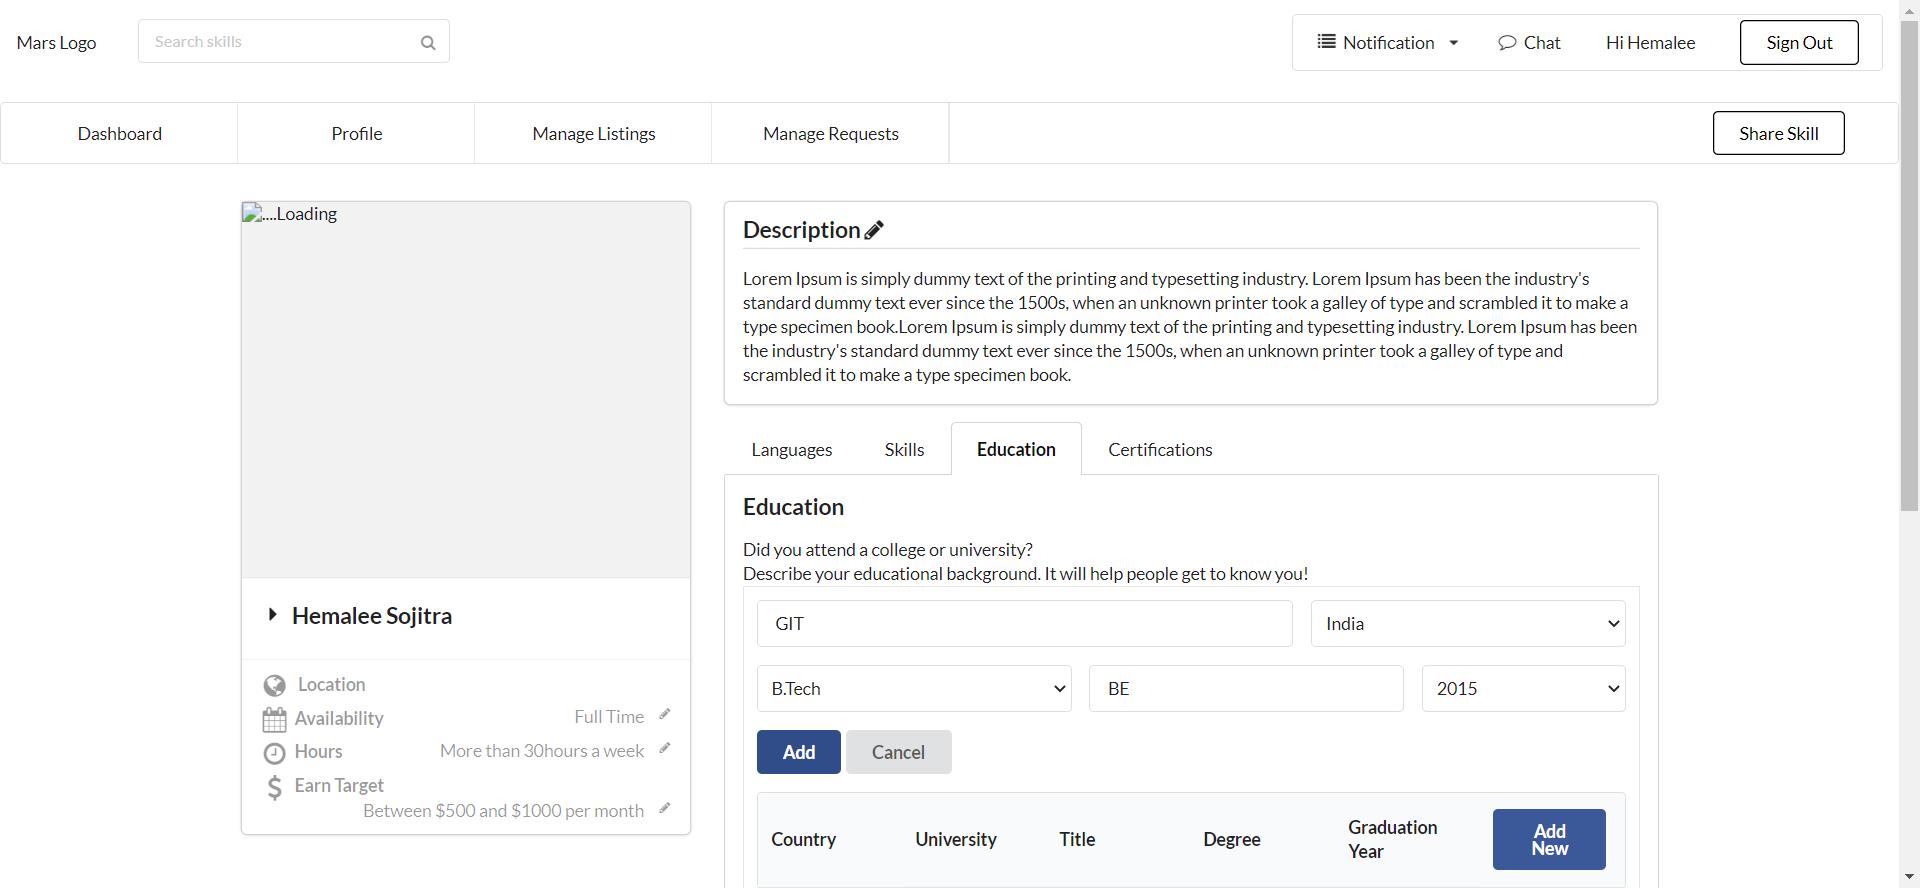 Mars Logo
Search skills
Notification
Chat
Hi Hemalee
Sign Out
Dashboard
Profile
Manage Listings
Manage Requests
Share Skill
....Loading
Hemalee Sojitra
Location
Availability
Full Time
Hours
More than 30hours a week
Earn Target
Between $500 and $1000 per month
Description
Lorem Ipsum is simply dummy text of the printing and typesetting industry. Lorem Ipsum has been the industry's
standard dummy text ever since the 1500s, when an unknown printer took a galley of type and scrambled it to make a
type specimen book.Lorem Ipsum is simply dummy text of the printing and typesetting industry. Lorem Ipsum has been
the industry's standard dummy text ever since the 1500s, when an unknown printer took a galley of type and
scrambled it to make a type specimen book.
Languages
Skills
Education
Certifications
Education
Did you attend a college or university?
Describe your educational background. It will help people get to know you!
GIT
India
B.Tech
BE
2015
Add
Cancel
Country
University
Title
Degree
Graduation
Year
Add
New